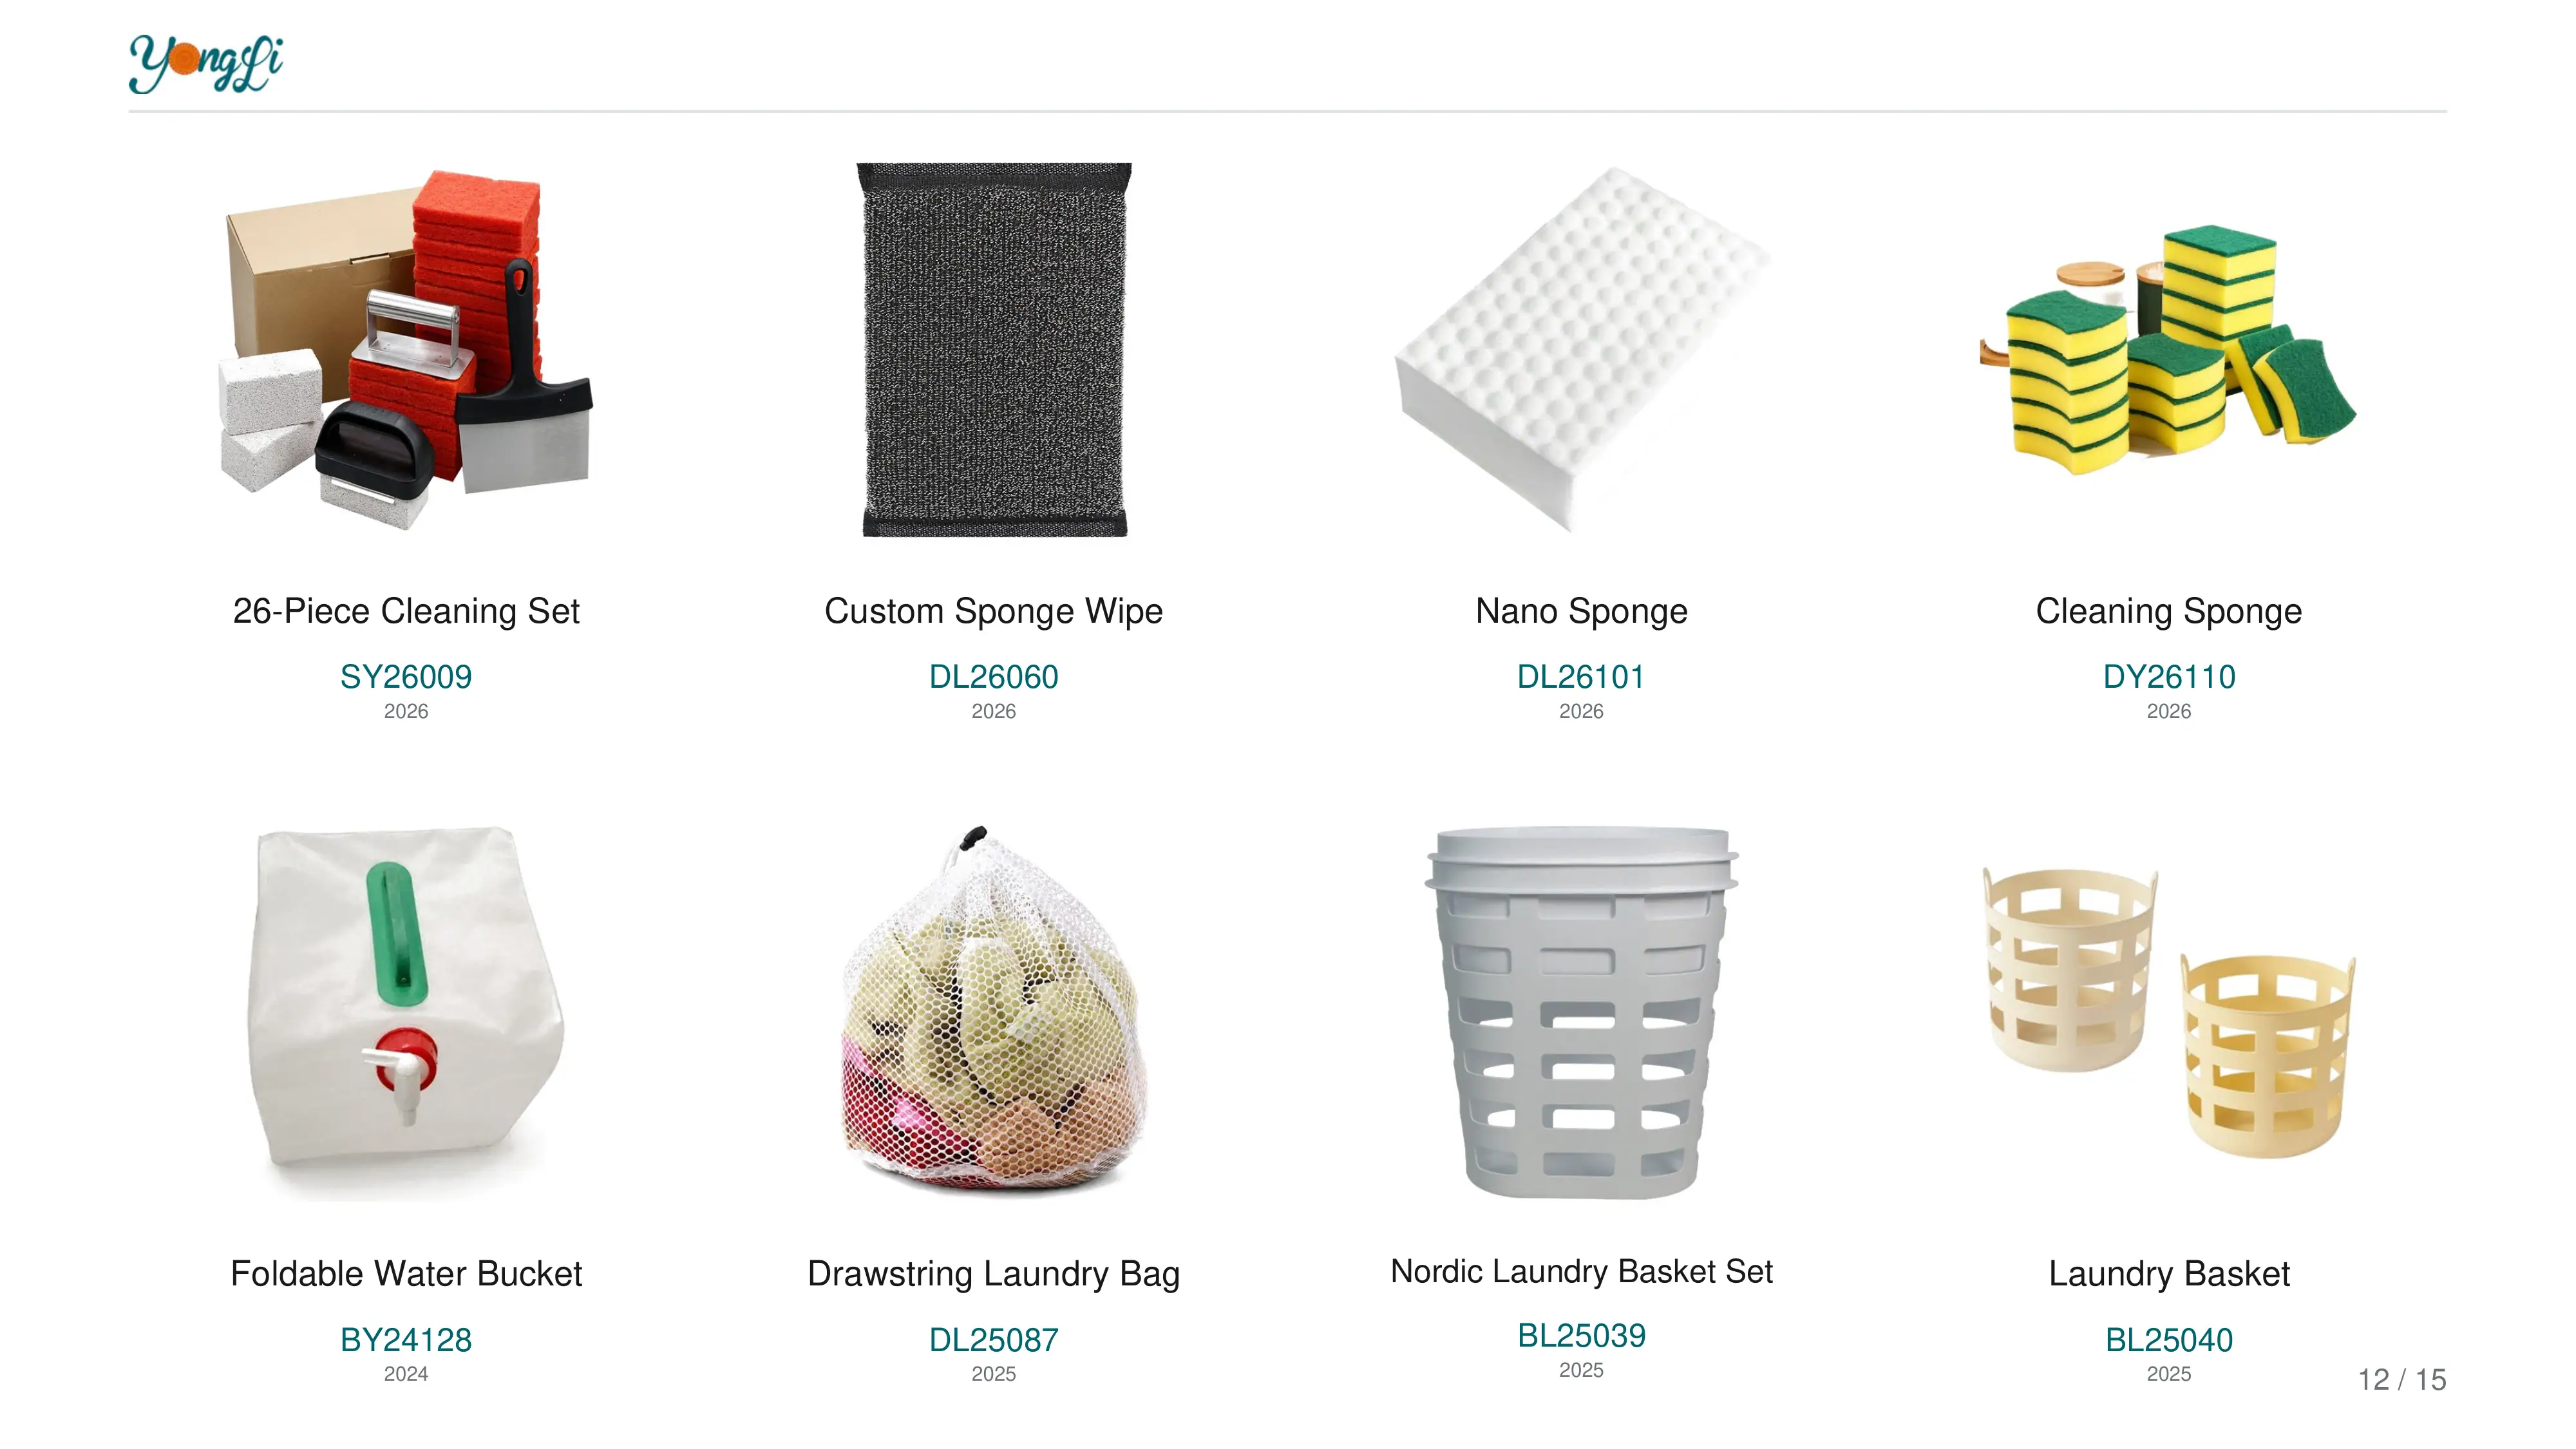 YongLi
26-Piece Cleaning Set
SY26009
2026
Custom Sponge Wipe
DL26060
2026
Nano Sponge
DL26101
2026
Cleaning Sponge
DY26110
2026
Foldable Water Bucket
BY24128
2024
Drawstring Laundry Bag
DL25087
2025
Nordic Laundry Basket Set
BL25039
2025
Laundry Basket
BL25040
2025
12 / 15